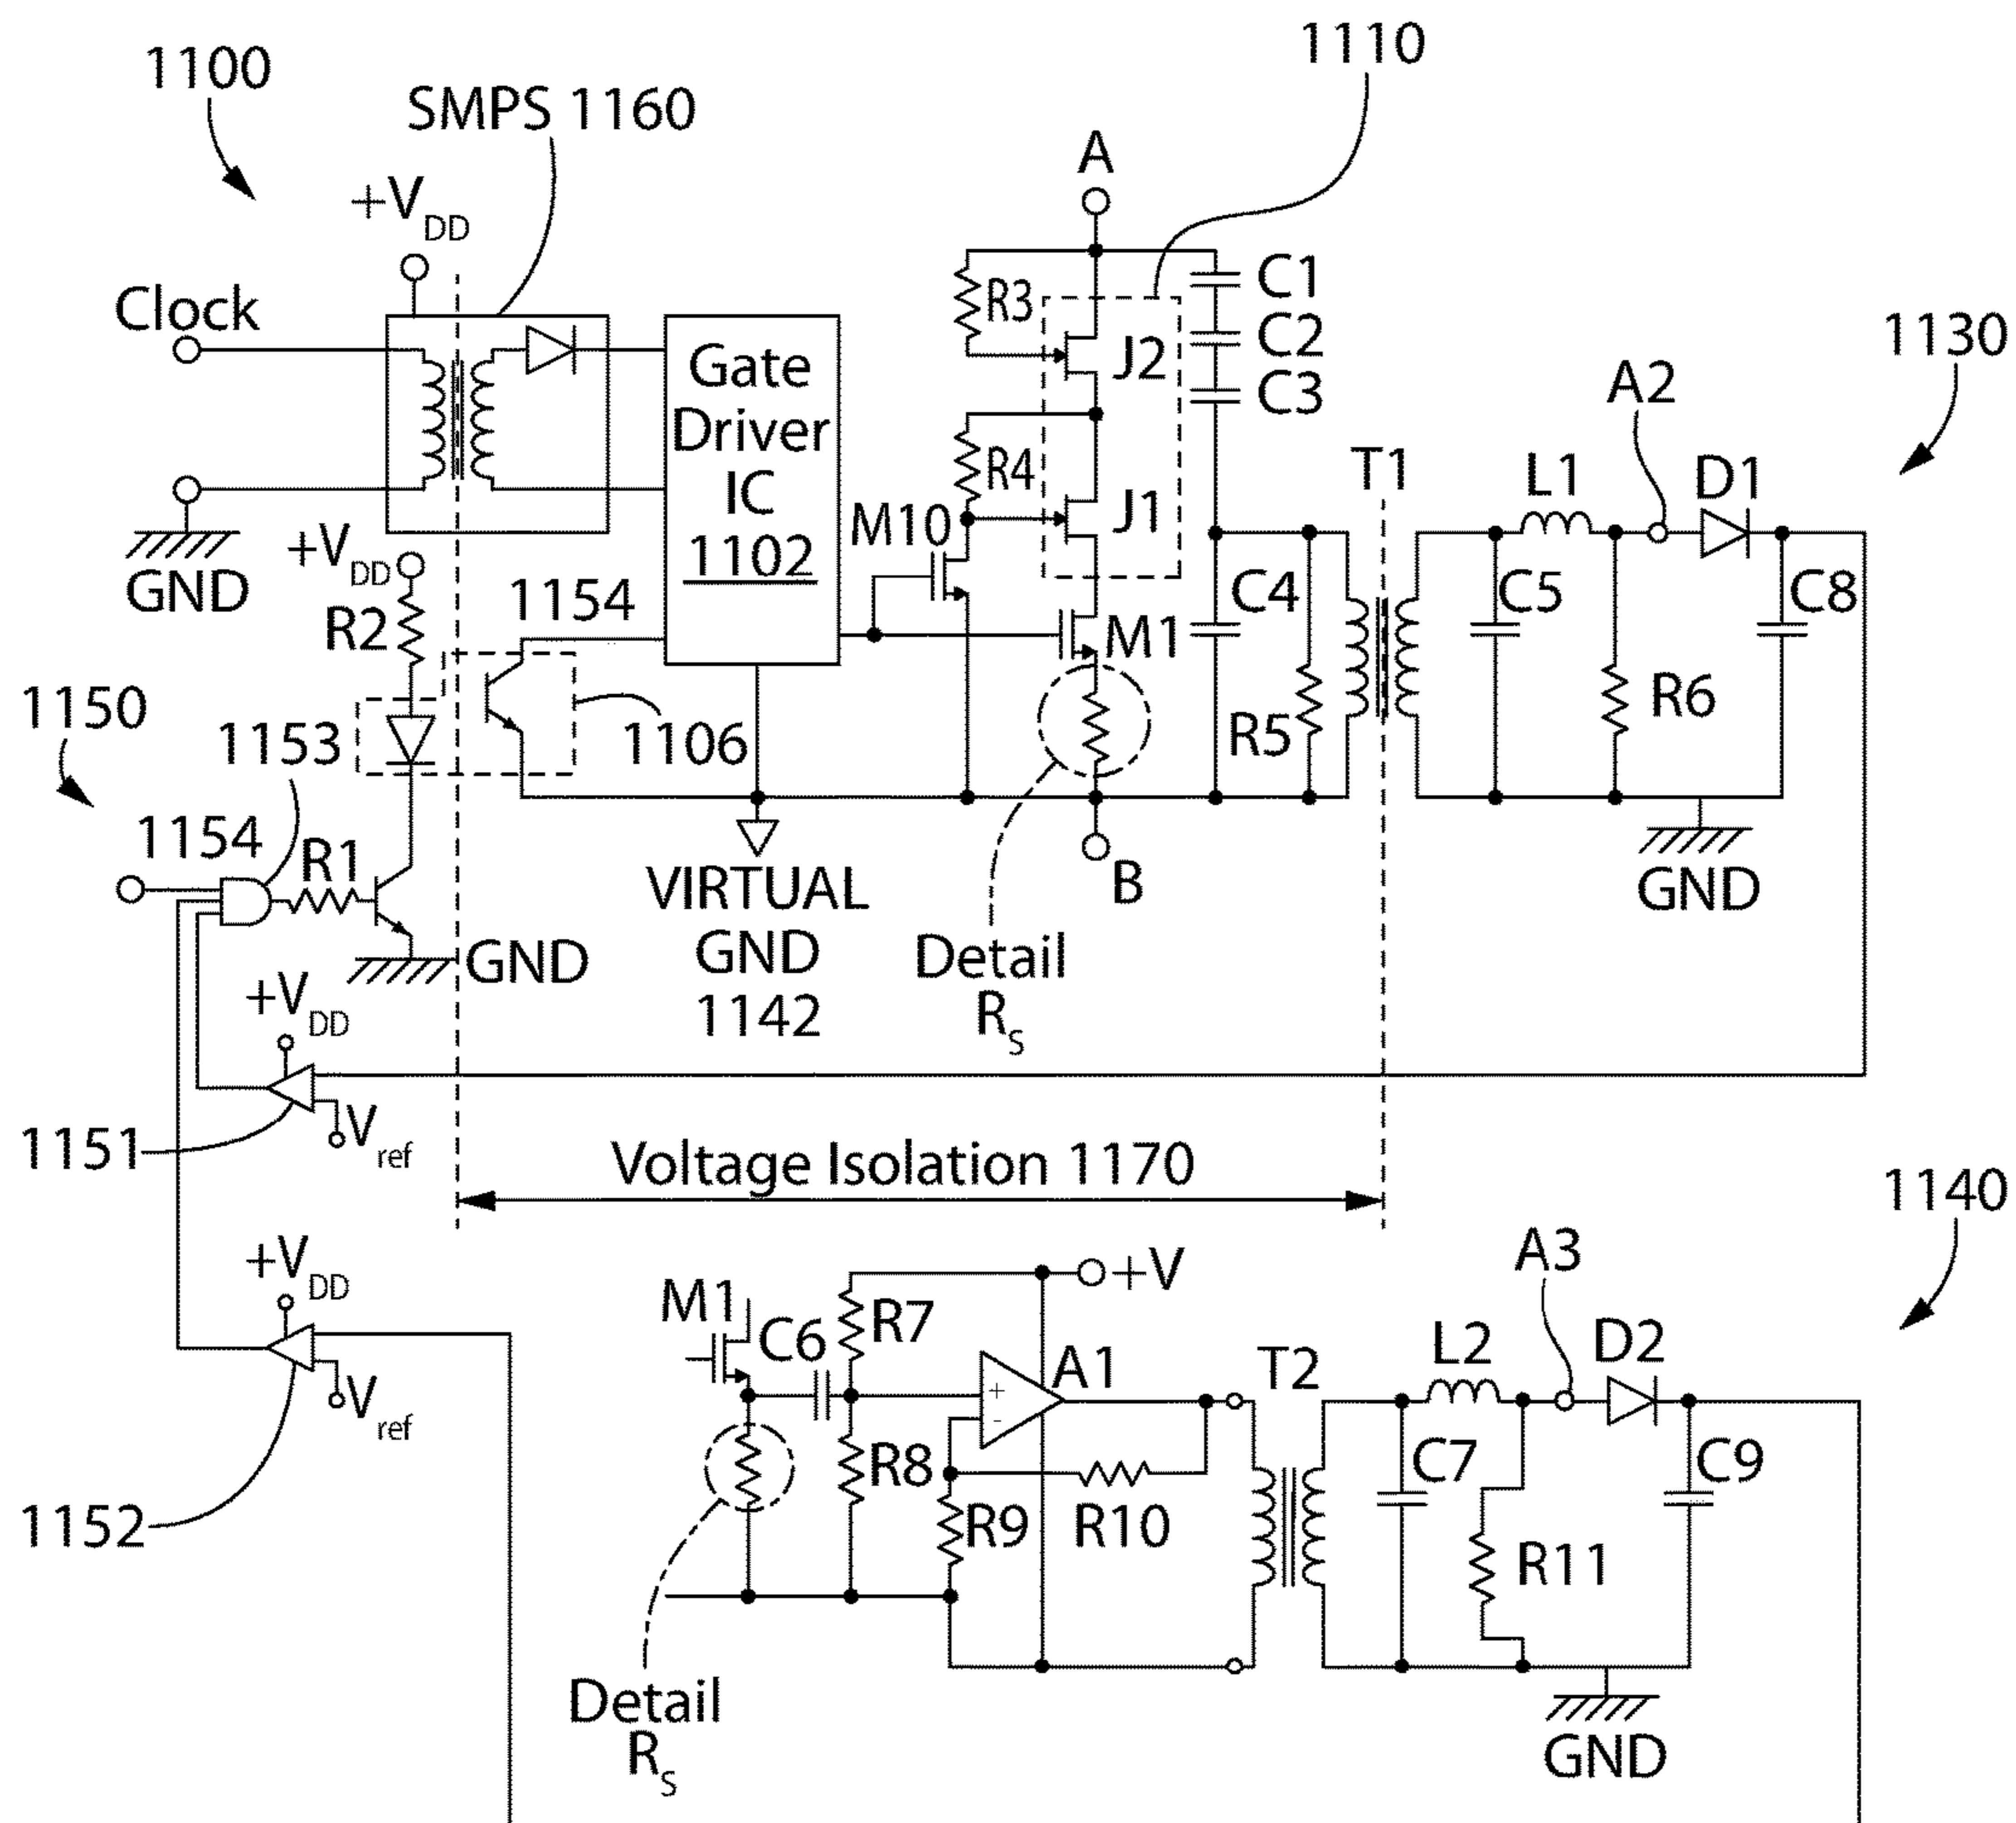 1100
SMPS 1160
1110
+VDD
A
Clock
Gate
Driver
IC
1102
R3
J2
C1
C2
C3
1130
A2
R4
J1
M10
T1
L1
D1
GND
+VDD
R2
1154
M1
C4
R5
C5
R6
C8
1150
1153
1106
1154
R1
GND
VIRTUAL
GND
1142
B
Detail
RS
GND
+VDD
1151
Vref
Voltage Isolation 1170
1140
+VDD
Vref
1152
M1
C6
R7
+V
A1
+
-
R8
R9
R10
T2
A3
L2
D2
C7
C9
R11
Detail
RS
GND